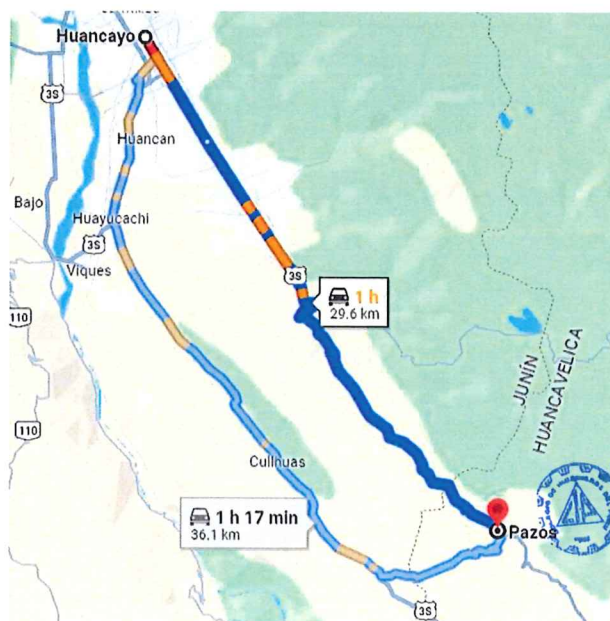 Huancayo
3S
Huancan
Bajo
Huayucachi
3S
Viques
3S
1 h
29.6 km
110
JUNÍN
HUANCAVELICA
110
Cullhuas
1 h 17 min
36.1 km
Pazos
3S